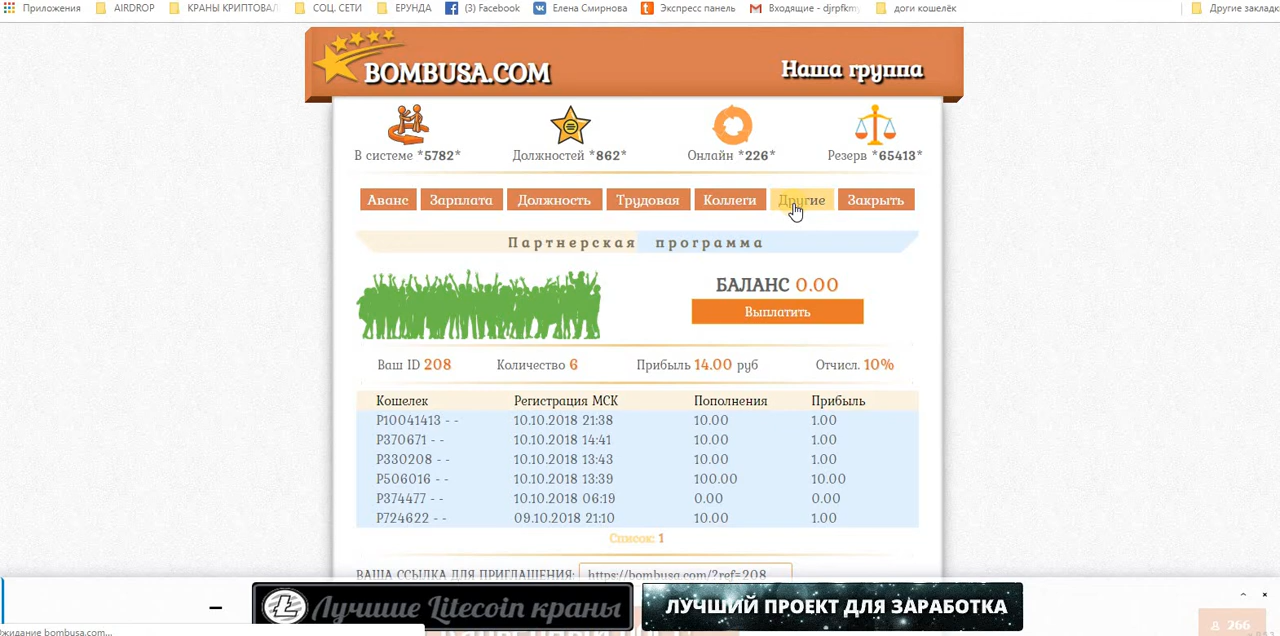 Приложения AIRDROP КРАНЫ КРИПТОВАЛ СОЦ. СЕТИ ЕРУНДА (3) Facebook Елена Смирнова Экспресс панель Входящие - djrpfkm доги кошелёк Другие закладк
BOMBUSA.COM Наша группа
В системе *5782* Должностей *862* Онлайн *226* Резерв *65413*
Аванс Зарплата Должность Трудовая Коллеги Другие Закрыть
Партнерская программа
БАЛАНС 0.00
Выплатить
Ваш ID 208 Количество 6 Прибыль 14.00 руб Отчисл. 10%
Кошелек Регистрация МСК Пополнения Прибыль
P10041413 - - 10.10.2018 21:38 10.00 1.00
P370671 - - 10.10.2018 14:41 10.00 1.00
P330208 - - 10.10.2018 13:43 10.00 1.00
P506016 - - 10.10.2018 13:39 100.00 10.00
P374477 - - 10.10.2018 06:19 0.00 0.00
P724622 - - 09.10.2018 21:10 10.00 1.00
Список: 1
ВАША ССЫЛКА ДЛЯ ПРИГЛАШЕНИЯ: https://bombusa.com/?ref=208
Лучшие Litecoin краны ЛУЧШИЙ ПРОЕКТ ДЛЯ ЗАРАБОТКА
266
Ожидание bombusa.com...